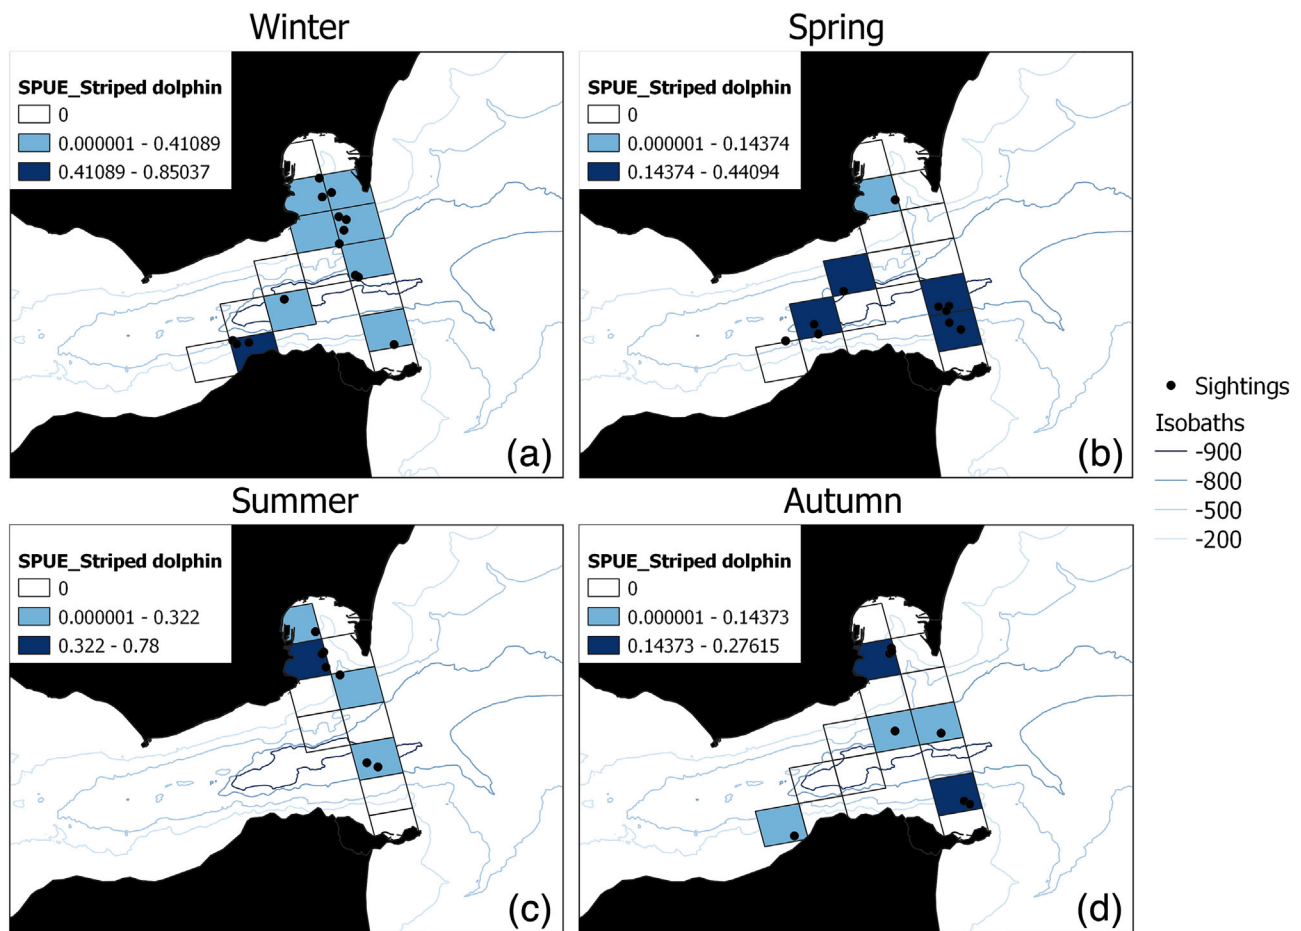 Winter
SPUE_Striped dolphin
0
0.000001 - 0.41089
0.41089 - 0.85037
(a)
Spring
SPUE_Striped dolphin
0
0.000001 - 0.14374
0.14374 - 0.44094
(b)
Summer
SPUE_Striped dolphin
0
0.000001 - 0.322
0.322 - 0.78
(c)
Autumn
SPUE_Striped dolphin
0
0.000001 - 0.14373
0.14373 - 0.27615
(d)
Sightings
Isobaths
-900
-800
-500
-200